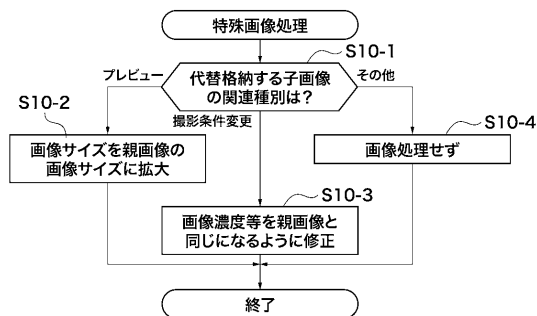 特殊画像処理
S10-1
代替格納する子画像
の関連種別は？
プレビュー
その他
撮影条件変更
S10-2
画像サイズを親画像の
画像サイズに拡大
S10-4
画像処理せず
S10-3
画像濃度等を親画像と
同じになるように修正
終了